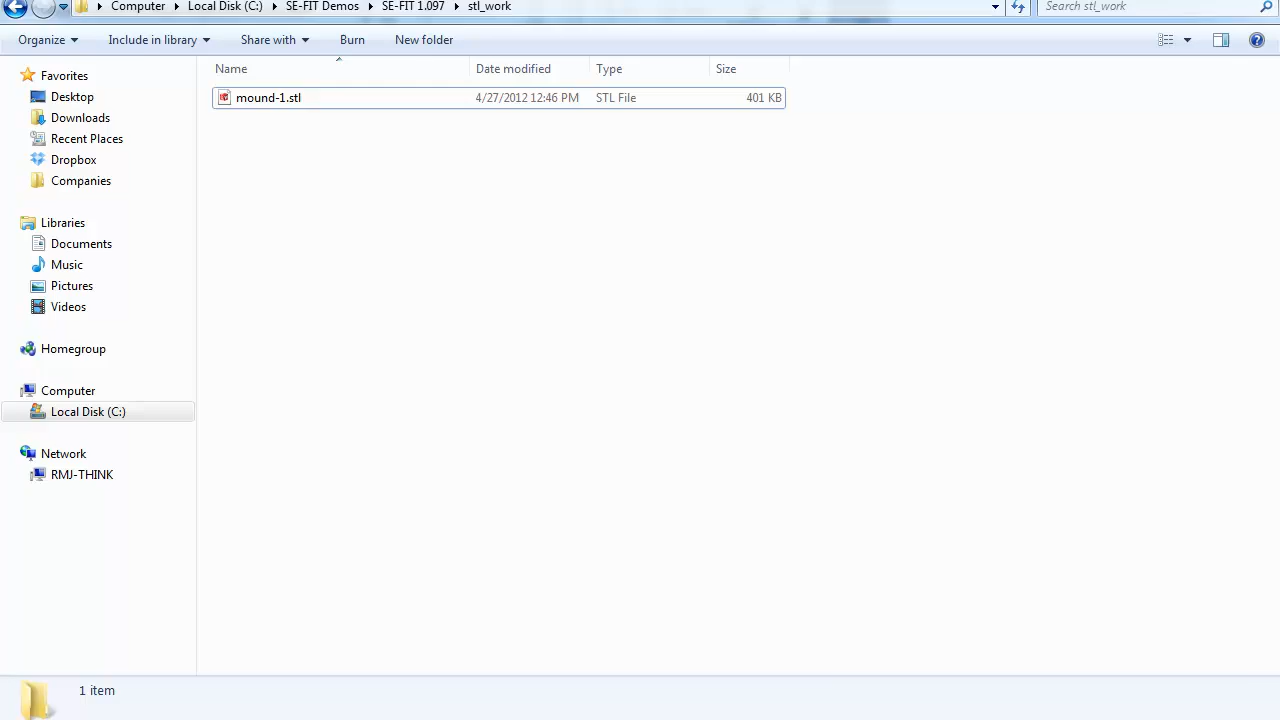 Computer Local Disk (C:) SE-FIT Demos SE-FIT 1.097 stl_work Search stl_work
Organize Include in library Share with Burn New folder
Name Date modified Type Size
mound-1.stl 4/27/2012 12:46 PM STL File 401 KB
Favorites
Desktop
Downloads
Recent Places
Dropbox
Companies
Libraries
Documents
Music
Pictures
Videos
Homegroup
Computer
Local Disk (C:)
Network
RMJ-THINK
1 item